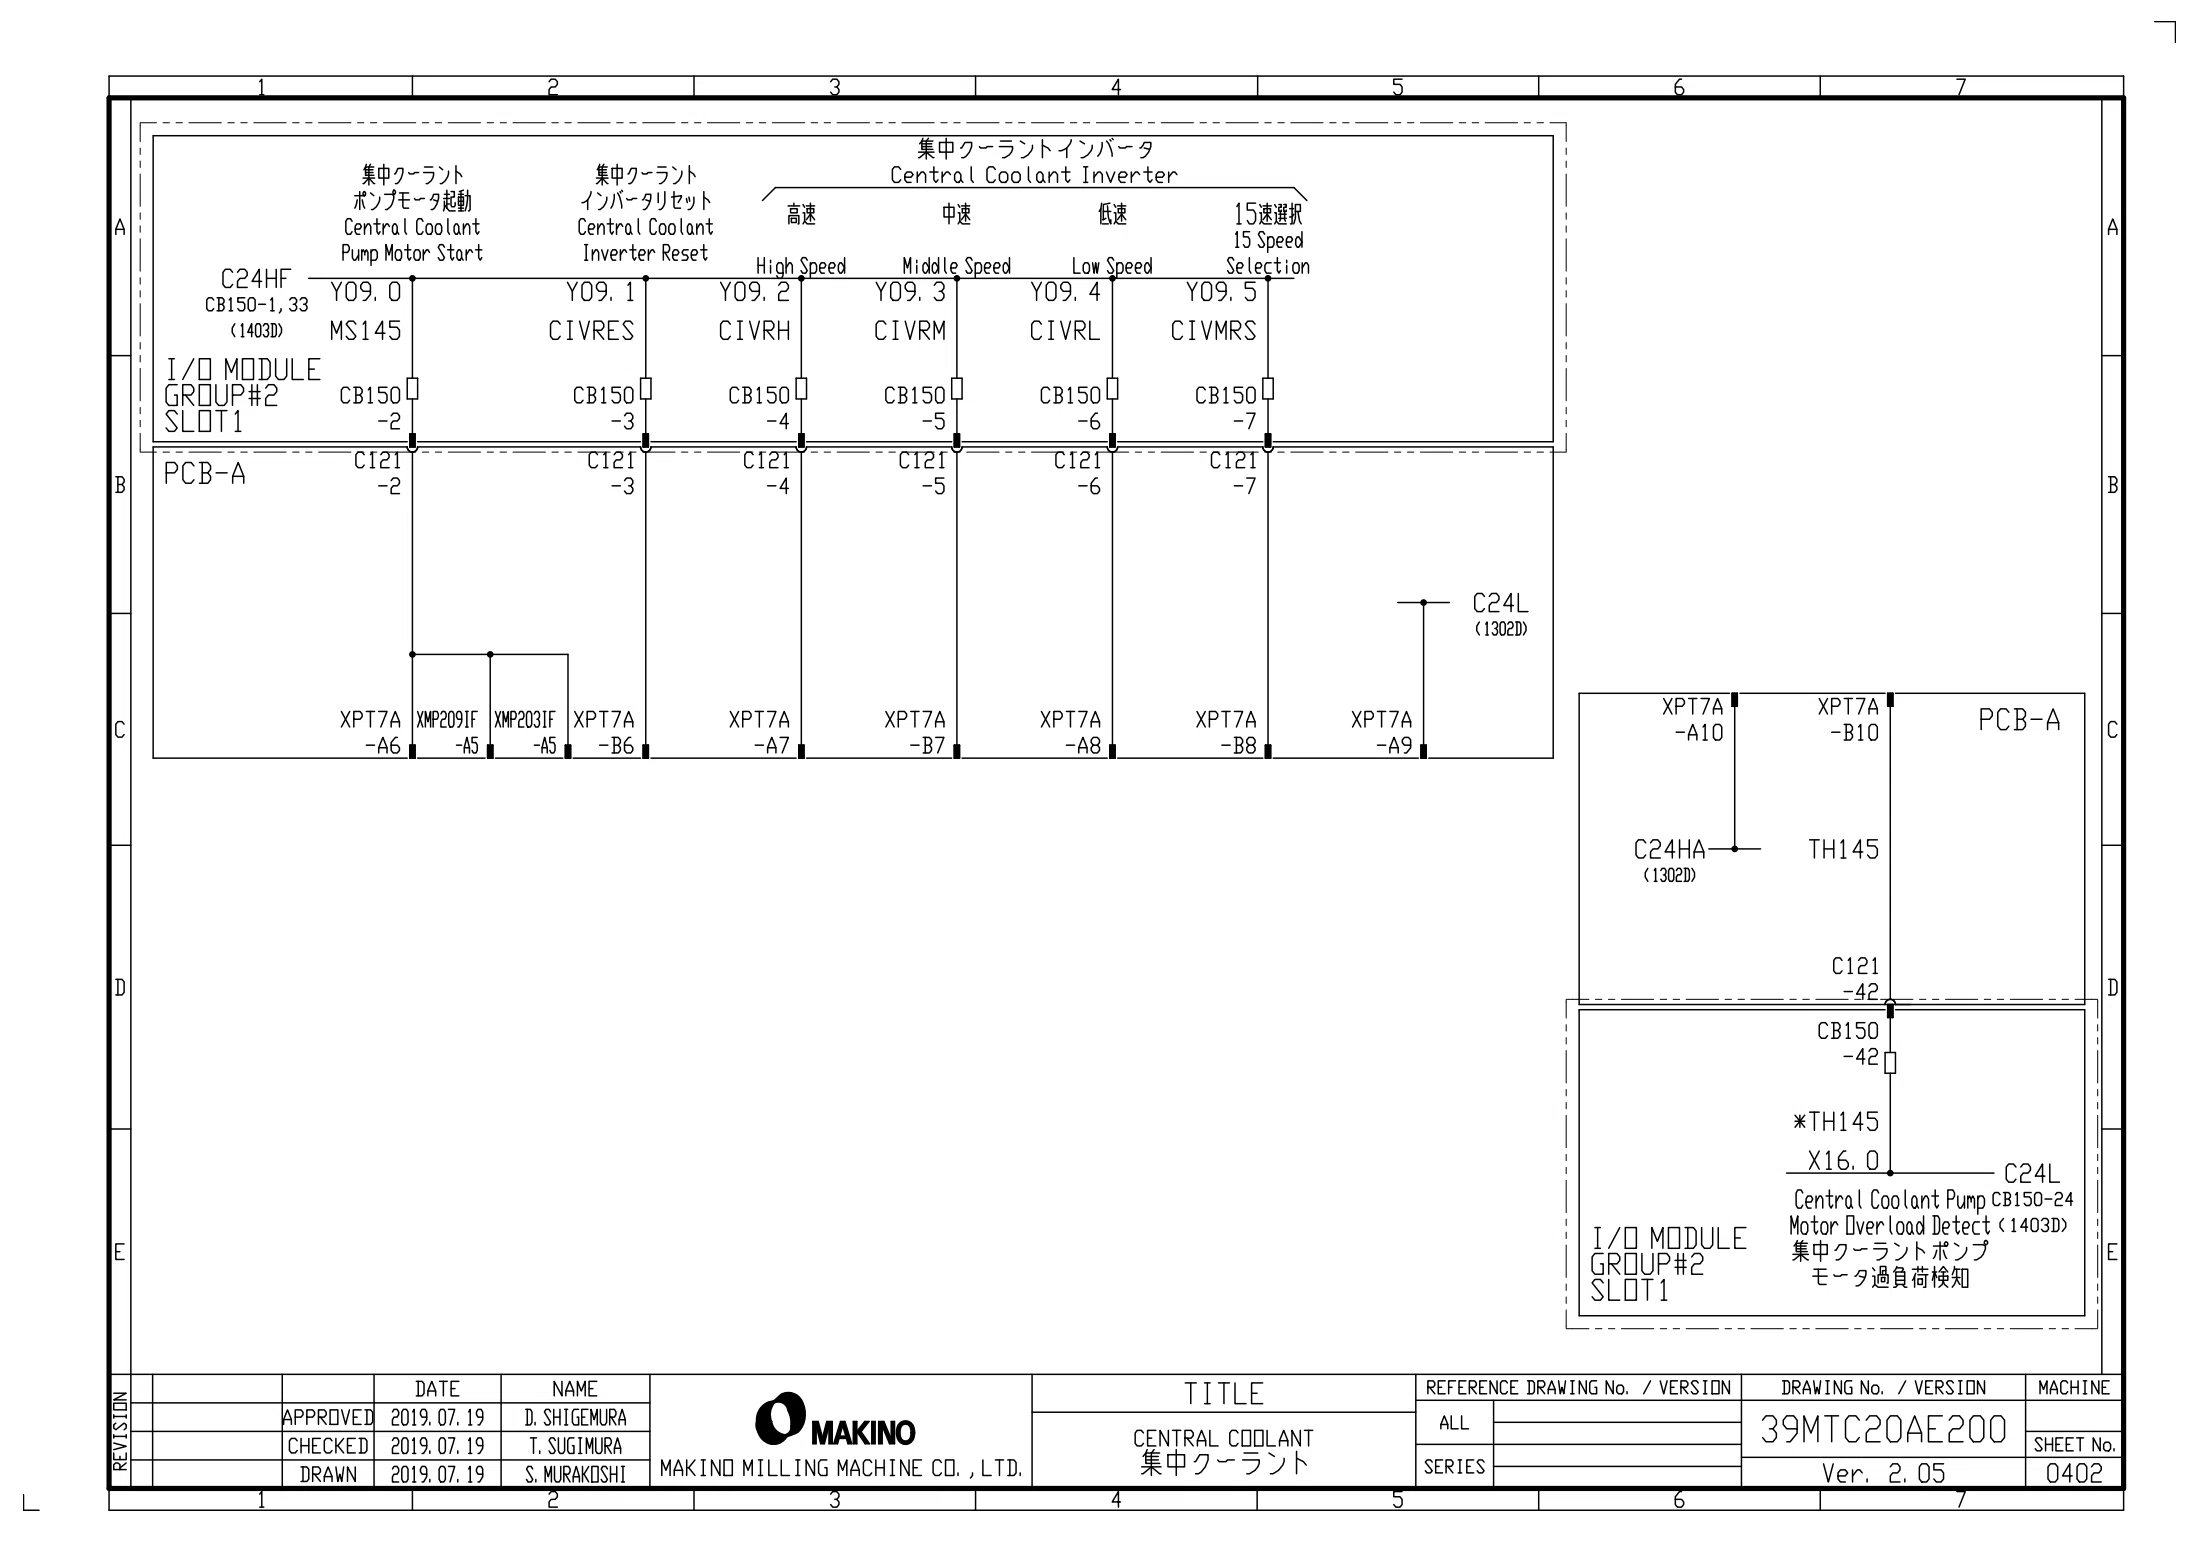 1 2 3 4 5 6 7
集中クーラントインバータ
Central Coolant Inverter
集中クーラント
ポンプモータ起動
Central Coolant
Pump Motor Start
集中クーラント
インバータリセット
Central Coolant
Inverter Reset
高速
High Speed
中速
Middle Speed
低速
Low Speed
15速選択
15 Speed
Selection
A
A
C24HF
CB150-1,33
(1403D)
Y09.0
MS145
Y09.1
CIVRES
Y09.2
CIVRH
Y09.3
CIVRM
Y09.4
CIVRL
Y09.5
CIVMRS
I/O MODULE
GROUP#2
SLOT1
CB150
-2
CB150
-3
CB150
-4
CB150
-5
CB150
-6
CB150
-7
PCB-A
C121
-2
C121
-3
C121
-4
C121
-5
C121
-6
C121
-7
B
B
C24L
(1302D)
C
C
XPT7A
-A6
XMP209IF
-A5
XMP203IF
-A5
XPT7A
-B6
XPT7A
-A7
XPT7A
-B7
XPT7A
-A8
XPT7A
-B8
XPT7A
-A9
XPT7A
-A10
XPT7A
-B10
PCB-A
C24HA
(1302D)
TH145
C121
-42
D
D
CB150
-42
*TH145
X16.0
C24L
CB150-24
(1403D)
Central Coolant Pump
Motor Overload Detect
集中クーラントポンプ
モータ過負荷検知
I/O MODULE
GROUP#2
SLOT1
E
E
REVISION
DATE NAME
APPROVED 2019.07.19 D. SHIGEMURA
CHECKED 2019.07.19 T. SUGIMURA
DRAWN 2019.07.19 S. MURAKOSHI
MAKINO
MAKINO MILLING MACHINE CO.,LTD.
TITLE
CENTRAL COOLANT
集中クーラント
REFERENCE DRAWING No. / VERSION
ALL
SERIES
DRAWING No. / VERSION
39MTC20AE200
Ver. 2.05
MACHINE
SHEET No.
0402
1 2 3 4 5 6 7